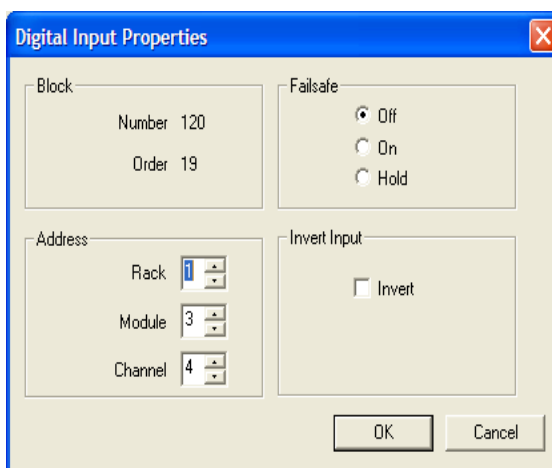 Digital Input Properties
Block
Number 120
Order 19
Failsafe
Off
On
Hold
Address
Rack 1
Module 3
Channel 4
Invert Input
Invert
OK
Cancel